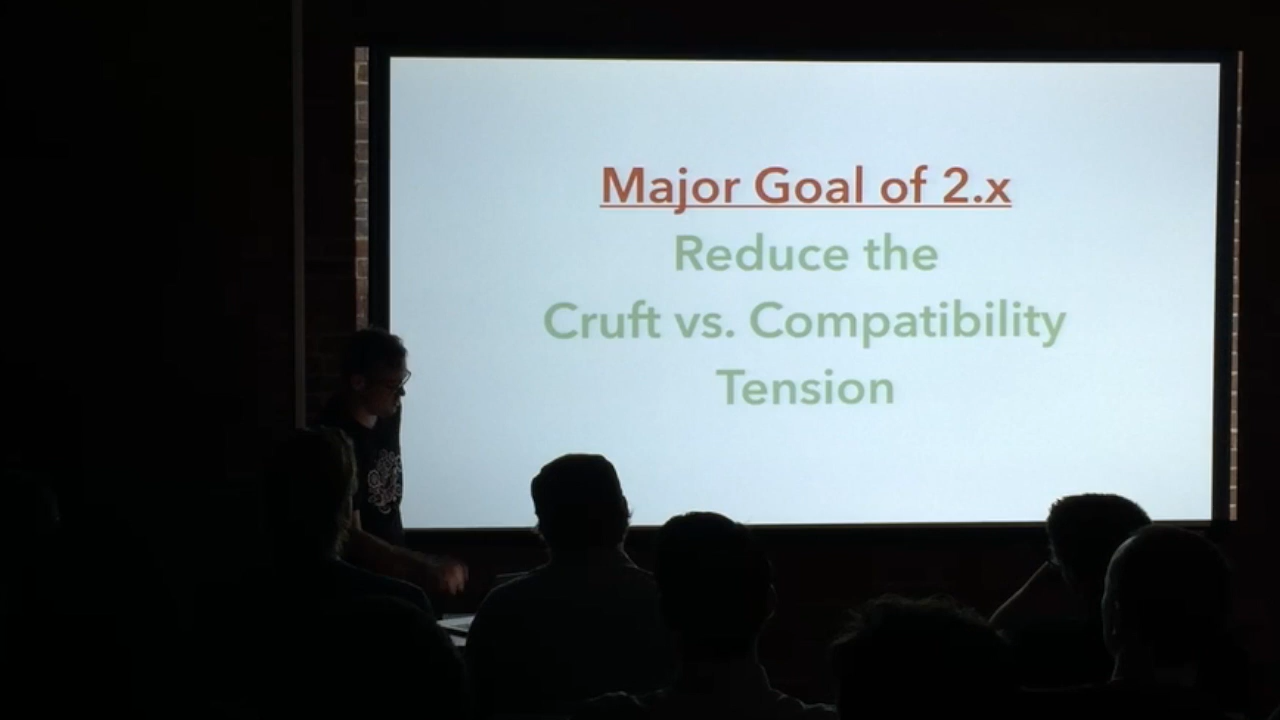 Major Goal of 2.x
Reduce the
Cruft vs. Compatibility
Tension